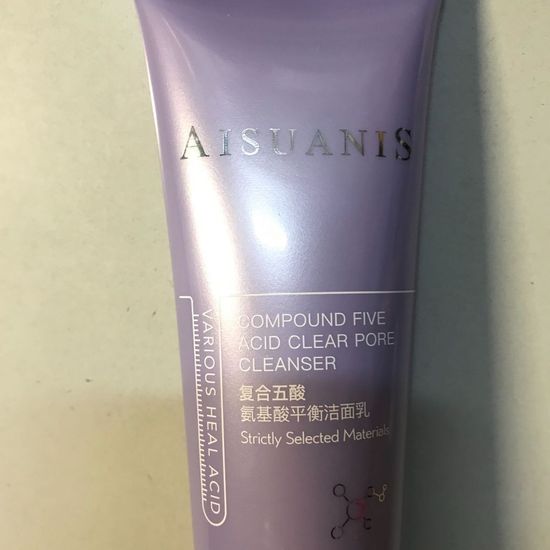 AISUANIS
COMPOUND FIVE
ACID CLEAR PORE
CLEANSER
复合五酸
氨基酸平衡洁面乳
Strictly Selected Materials
VARIOUS HEAL ACID